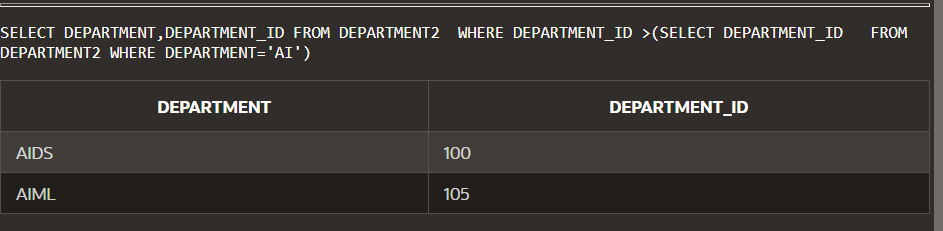 SELECT DEPARTMENT,DEPARTMENT_ID FROM DEPARTMENT2  WHERE DEPARTMENT_ID >(SELECT DEPARTMENT_ID   FROM
DEPARTMENT2 WHERE DEPARTMENT='AI')
DEPARTMENT DEPARTMENT_ID
AIDS 100
AIML 105